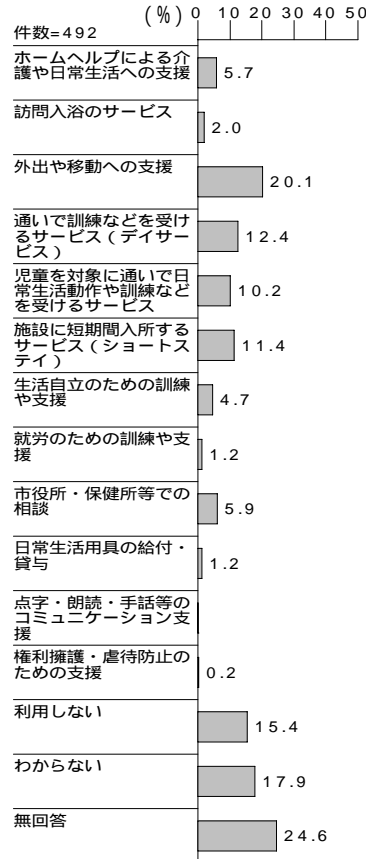 (%) 0 10 20 30 40 50
件数=492
ホームヘルプによる介
護や日常生活への支援
5.7
訪問入浴のサービス
2.0
外出や移動への支援
20.1
通いで訓練などを受け
るサービス(デイサー
ビス)
12.4
児童を対象に通いで日
常生活動作や訓練など
を受けるサービス
10.2
施設に短期間入所する
サービス(ショートス
テイ)
11.4
生活自立のための訓練
や支援
4.7
就労のための訓練や支
援
1.2
市役所・保健所等での
相談
5.9
日常生活用具の給付・
貸与
1.2
点字・朗読・手話等の
コミュニケーション支
援
権利擁護・虐待防止の
ための支援
0.2
利用しない
15.4
わからない
17.9
無回答
24.6